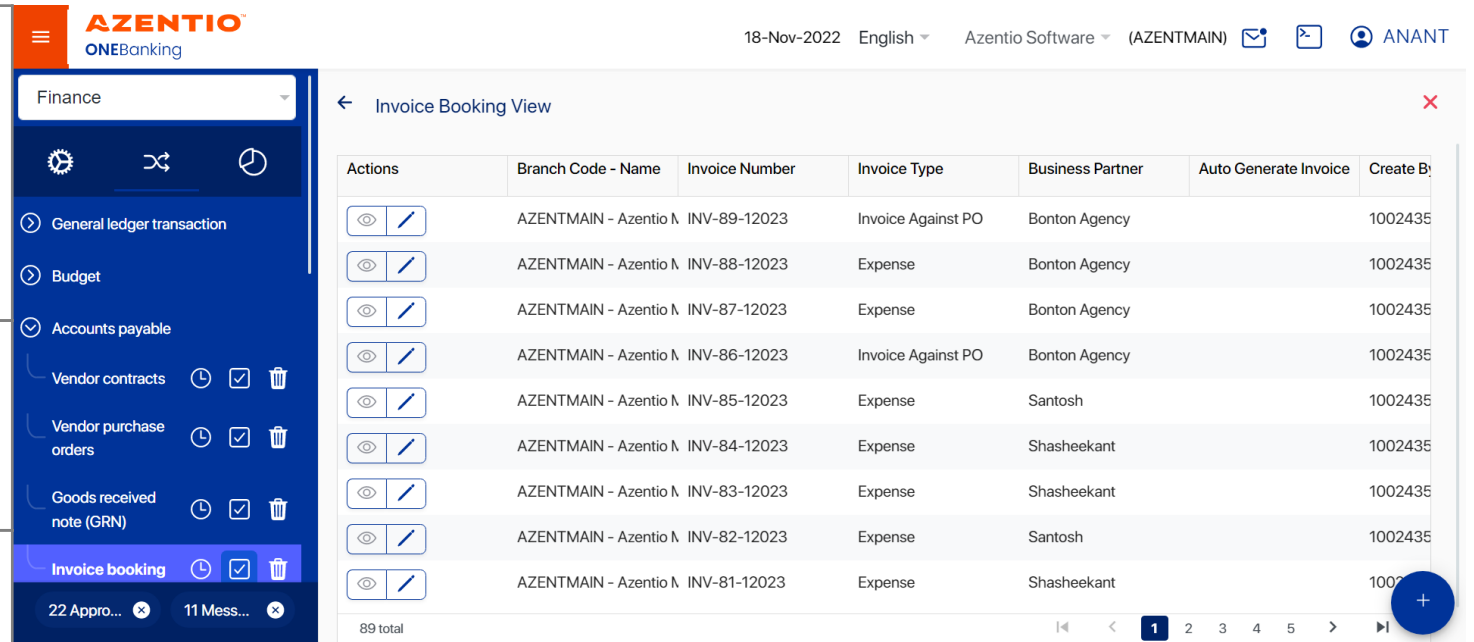 AZENTIO™
ONEBanking
18-Nov-2022 English Azentio Software (AZENTMAIN) ANANT
Finance
General ledger transaction
Budget
Accounts payable
Vendor contracts
Vendor purchase
orders
Goods received
note (GRN)
Invoice booking
22 Appro... 11 Mess...
Invoice Booking View
Actions Branch Code - Name Invoice Number Invoice Type Business Partner Auto Generate Invoice Create By
AZENTMAIN - Azentio M INV-89-12023 Invoice Against PO Bonton Agency 1002435
AZENTMAIN - Azentio M INV-88-12023 Expense Bonton Agency 1002435
AZENTMAIN - Azentio M INV-87-12023 Expense Bonton Agency 1002435
AZENTMAIN - Azentio M INV-86-12023 Invoice Against PO Bonton Agency 1002435
AZENTMAIN - Azentio M INV-85-12023 Expense Santosh 1002435
AZENTMAIN - Azentio M INV-84-12023 Expense Shasheekant 1002435
AZENTMAIN - Azentio M INV-83-12023 Expense Shasheekant 1002435
AZENTMAIN - Azentio M INV-82-12023 Expense Santosh 1002435
AZENTMAIN - Azentio M INV-81-12023 Expense Shasheekant
89 total 1 2 3 4 5